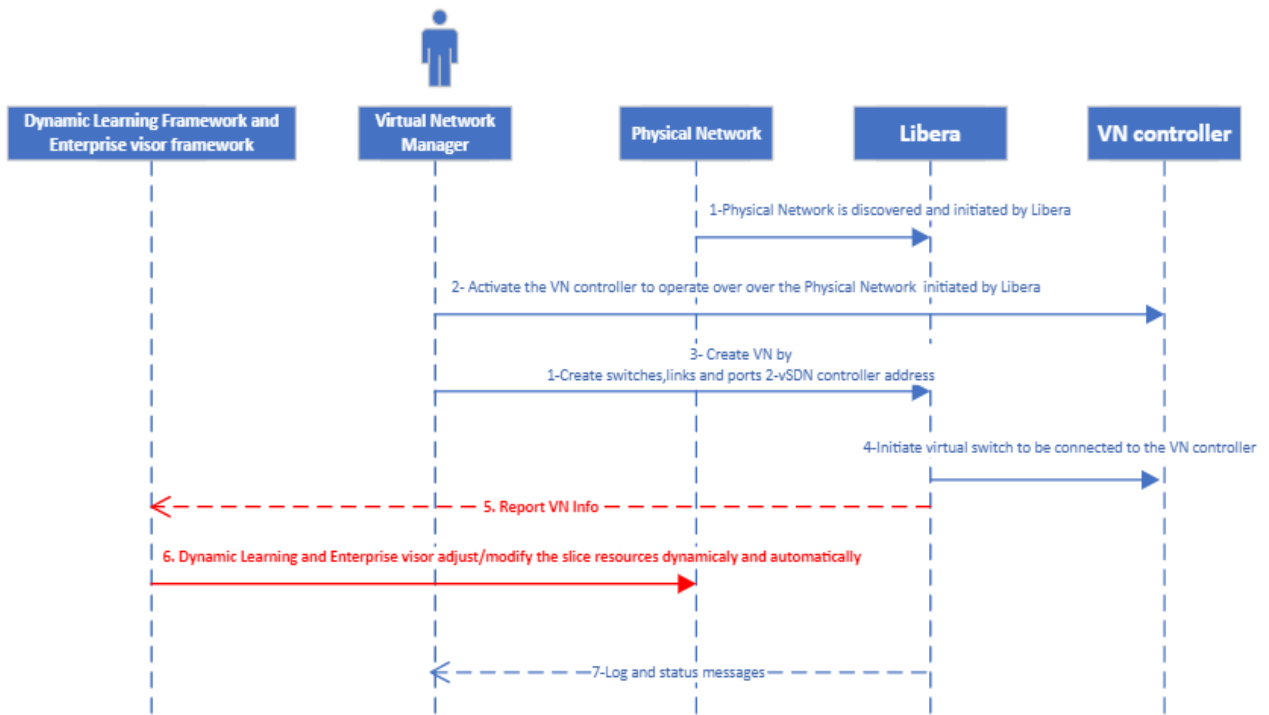 Dynamic Learning Framework and
Enterprise visor framework
Virtual Network
Manager
Physical Network
Libera
VN controller
1-Physical Network is discovered and initiated by Libera
2- Activate the VN controller to operate over over the Physical Network initiated by Libera
3- Create VN by
1-Create switches,links and ports 2-vSDN controller address
4-Initiate virtual switch to be connected to the VN controller
5. Report VN Info
6. Dynamic Learning and Enterprise visor adjust/modify the slice resources dynamicaly and automatically
7-Log and status messages